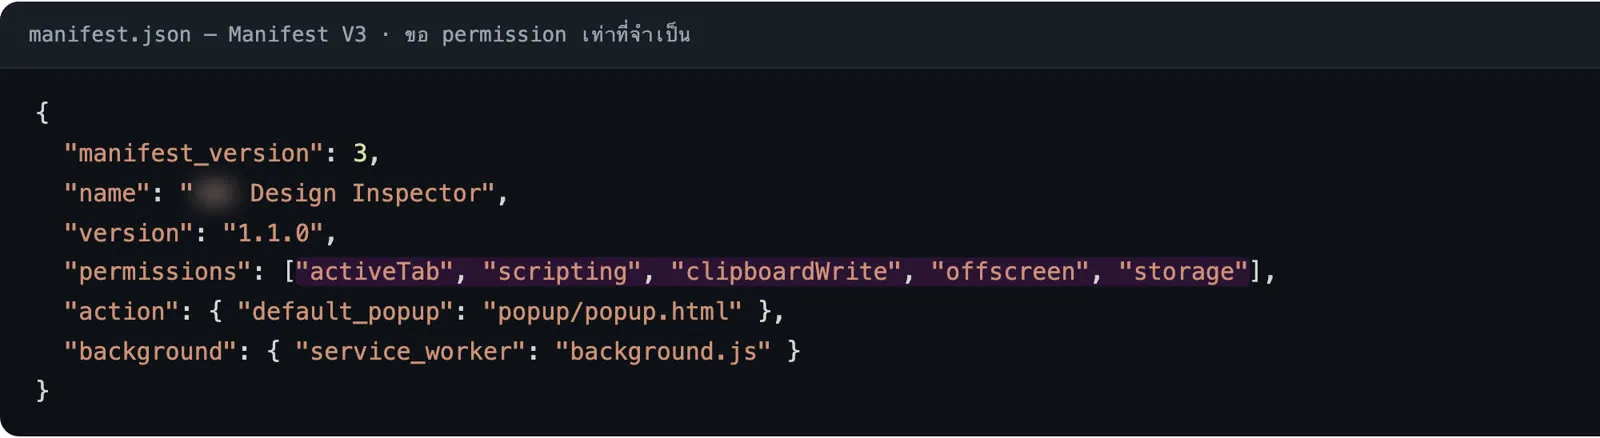 manifest.json — Manifest V3 · ขอ permission เท่าที่จำเป็น
{
"manifest_version": 3,
"name": " Design Inspector",
"version": "1.1.0",
"permissions": ["activeTab", "scripting", "clipboardWrite", "offscreen", "storage"],
"action": { "default_popup": "popup/popup.html" },
"background": { "service_worker": "background.js" }
}